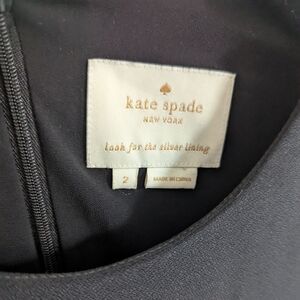 kate spade
NEW YORK
look for the silver lining
2
MADE IN CHINA